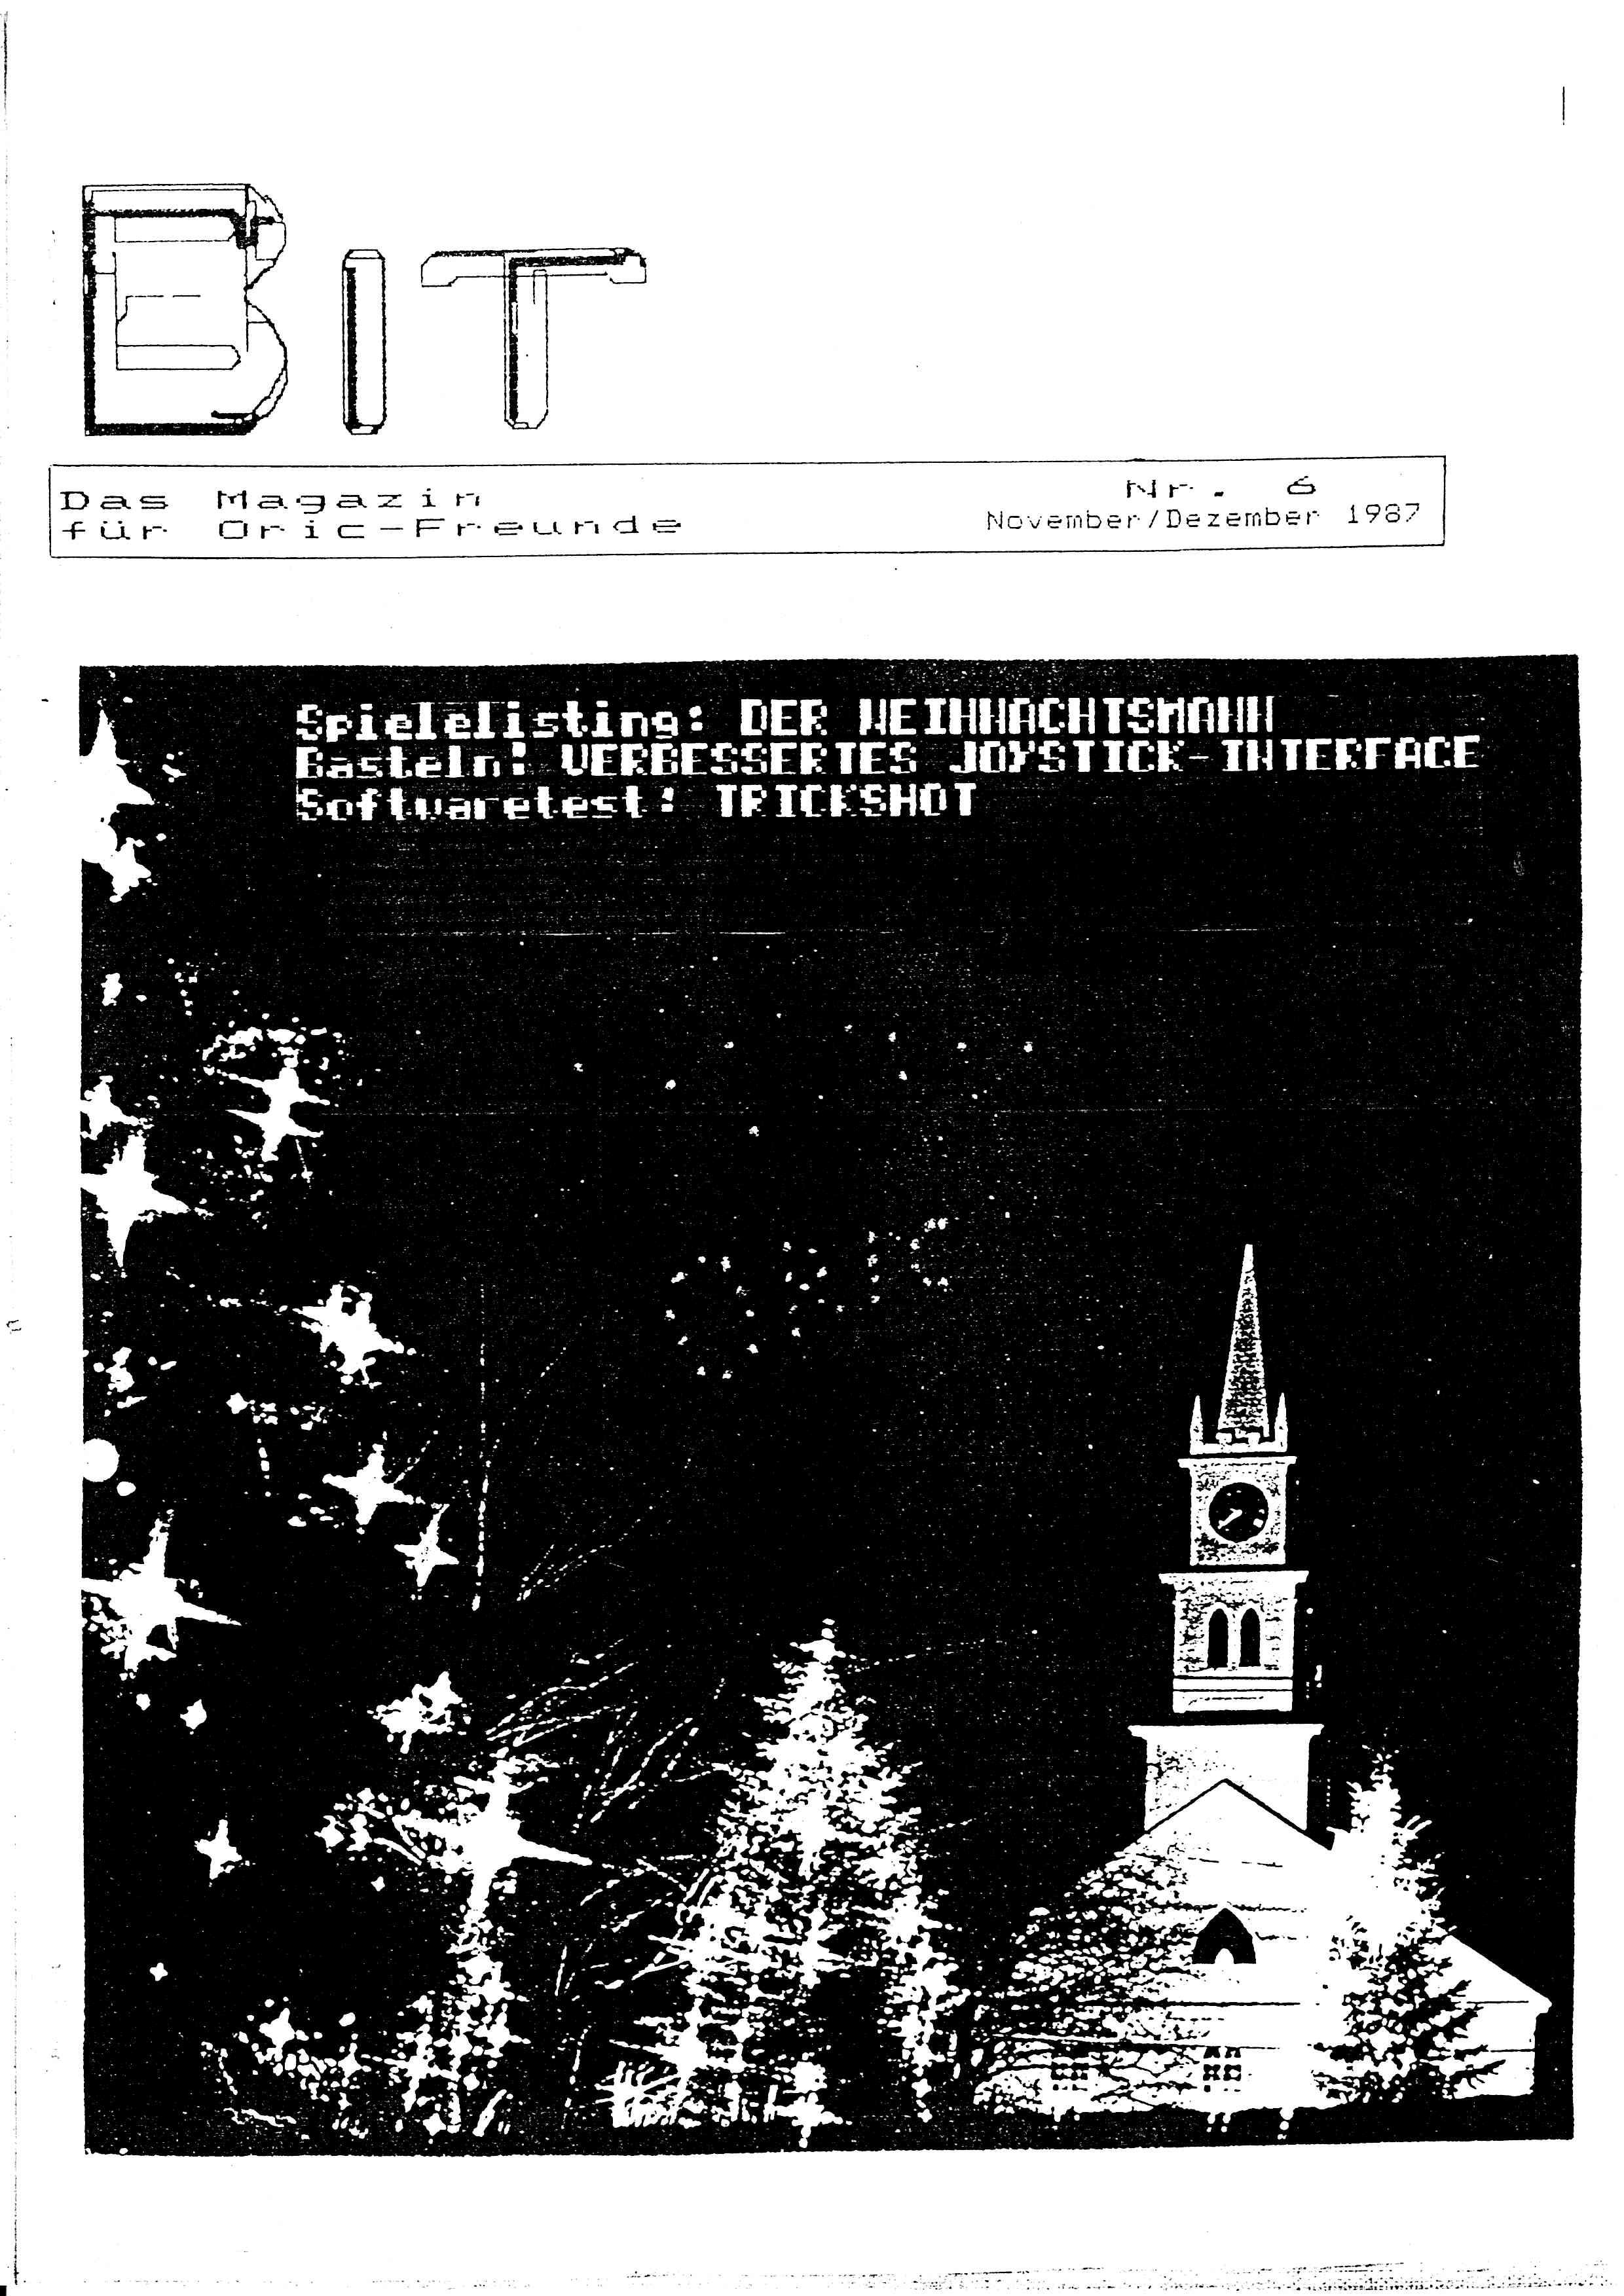 BIT
Das Magazin
für Oric-Freunde
Nr. 6
November/Dezember 1987
Spielelisting: DER WEIHNACHTSMANN
Basteln: VERBESSERTES JOYSTICK-INTERFACE
Softwaretest: TRICKSHOT